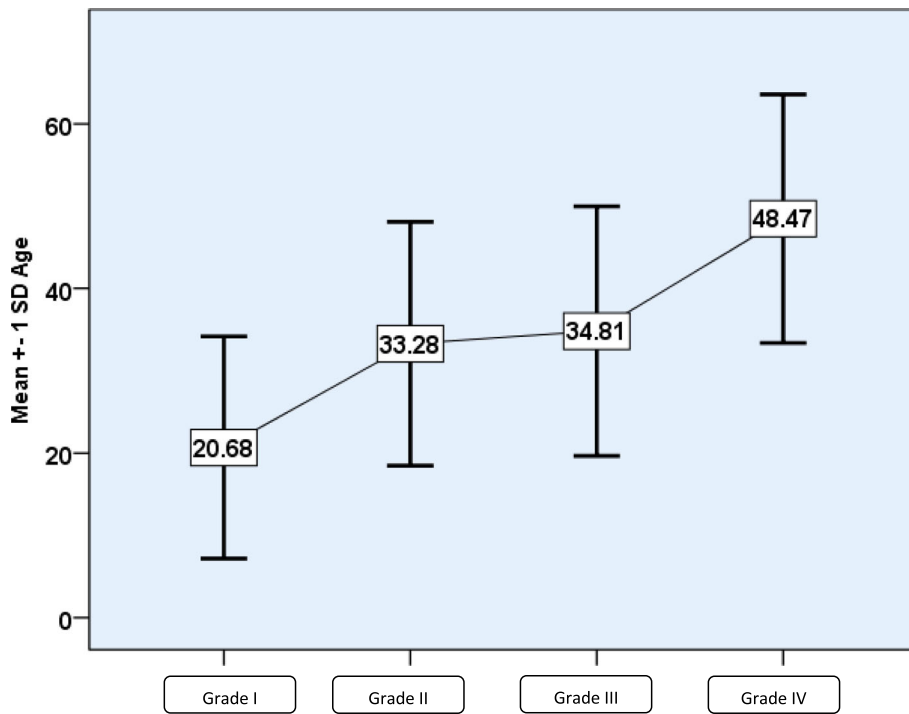 Mean +- 1 SD Age
60
40
20
0
20.68
33.28
34.81
48.47
Grade I
Grade II
Grade III
Grade IV